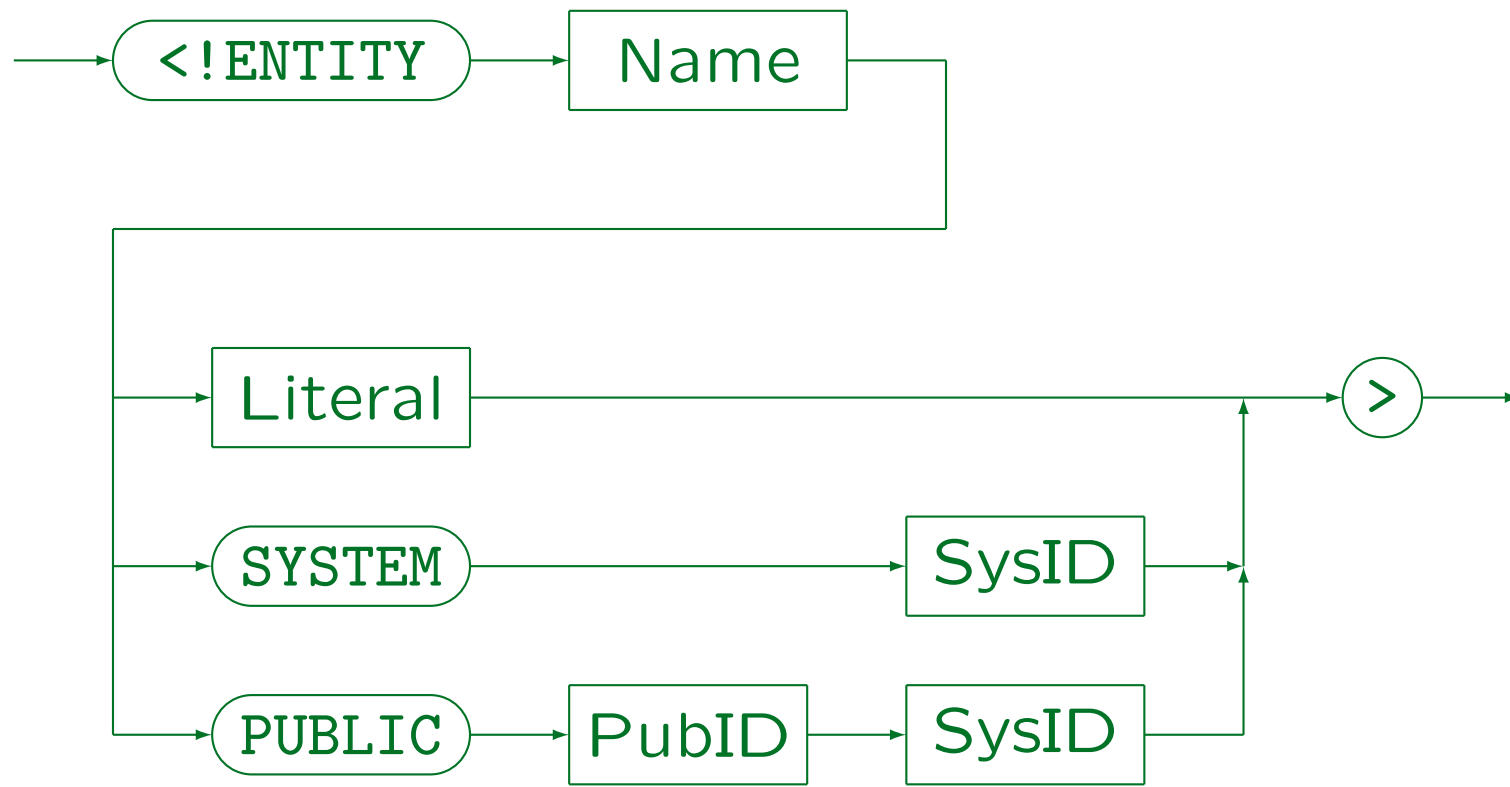 <!ENTITY Name
Literal >
SYSTEM SysID
PUBLIC PubID SysID